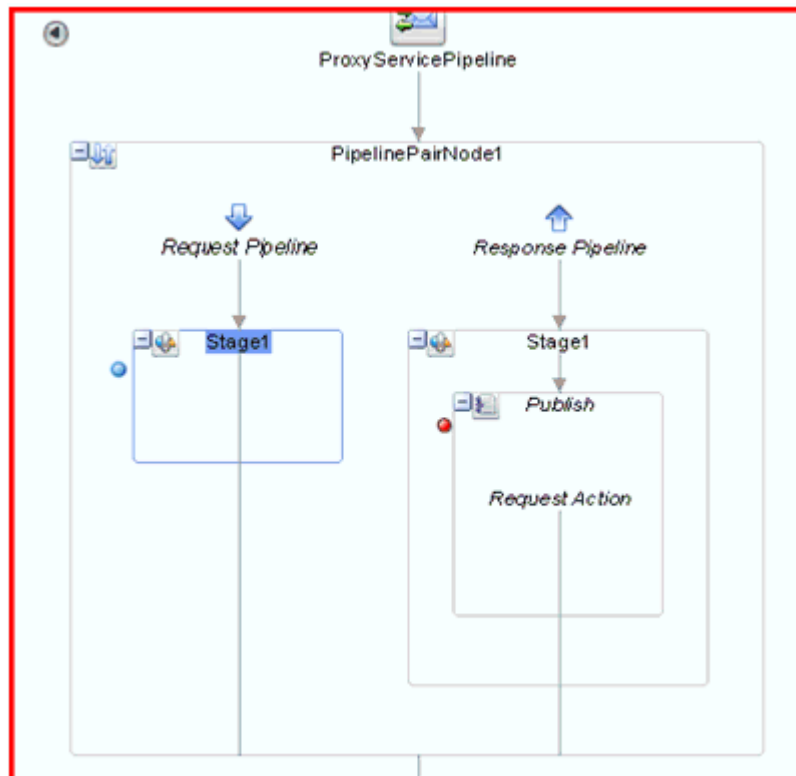 ProxyServicePipeline
PipelinePairNode1
Request Pipeline
Response Pipeline
Stage1
Stage1
Publish
Request Action